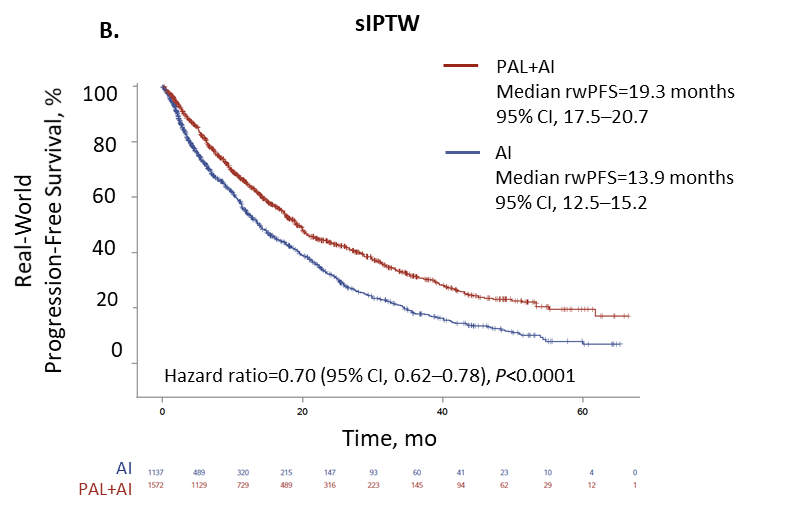 B.
sIPTW
PAL+AI
Median rwPFS=19.3 months
95% CI, 17.5–20.7
AI
Median rwPFS=13.9 months
95% CI, 12.5–15.2
Real-World
Progression-Free Survival, %
100
80
60
40
20
0
Hazard ratio=0.70 (95% CI, 0.62–0.78), P<0.0001
0 20 40 60
Time, mo
AI 1137 489 320 215 147 93 60 41 23 10 4 0
PAL+AI 1572 1129 729 489 316 223 145 94 62 29 12 1